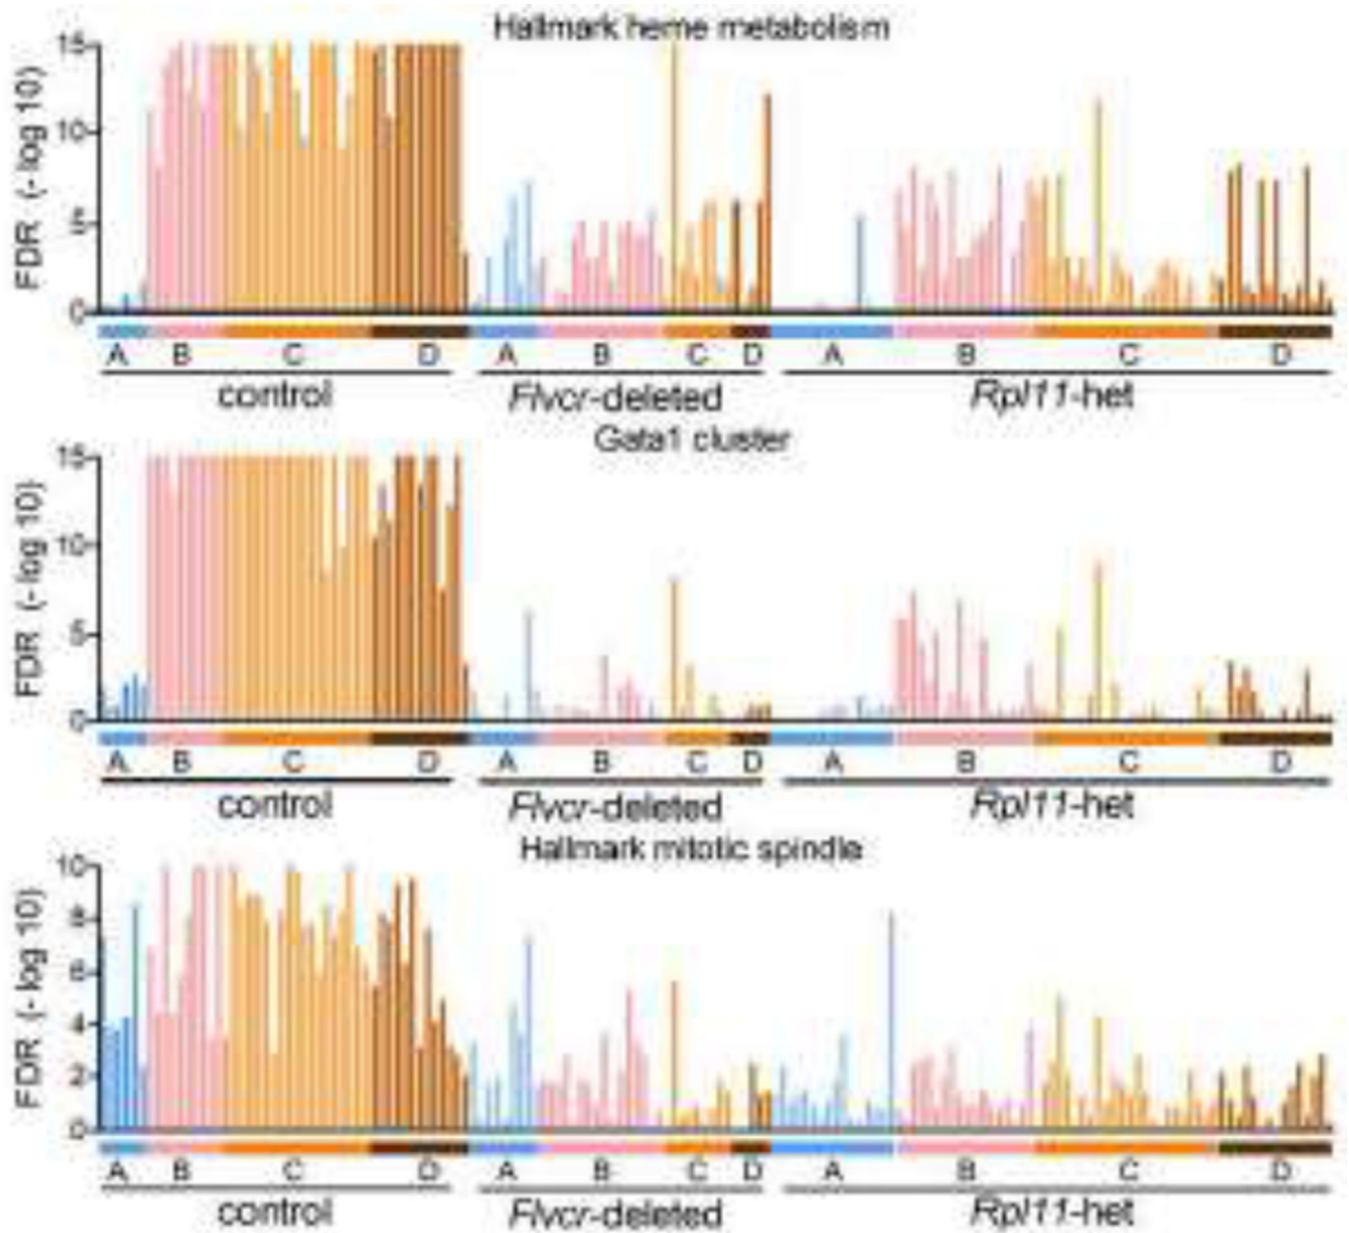 Hallmark heme metabolism
FDR (- log 10)
15
10
5
0
A B C D A B C D A B C D
control Flvcr-deleted Rpl11-het
Gata1 cluster
FDR (- log 10)
15
10
5
0
A B C D A B C D A B C D
control Flvcr-deleted Rpl11-het
Hallmark mitotic spindle
FDR (- log 10)
10
8
6
4
2
0
A B C D A B C D A B C D
control Flvcr-deleted Rpl11-het